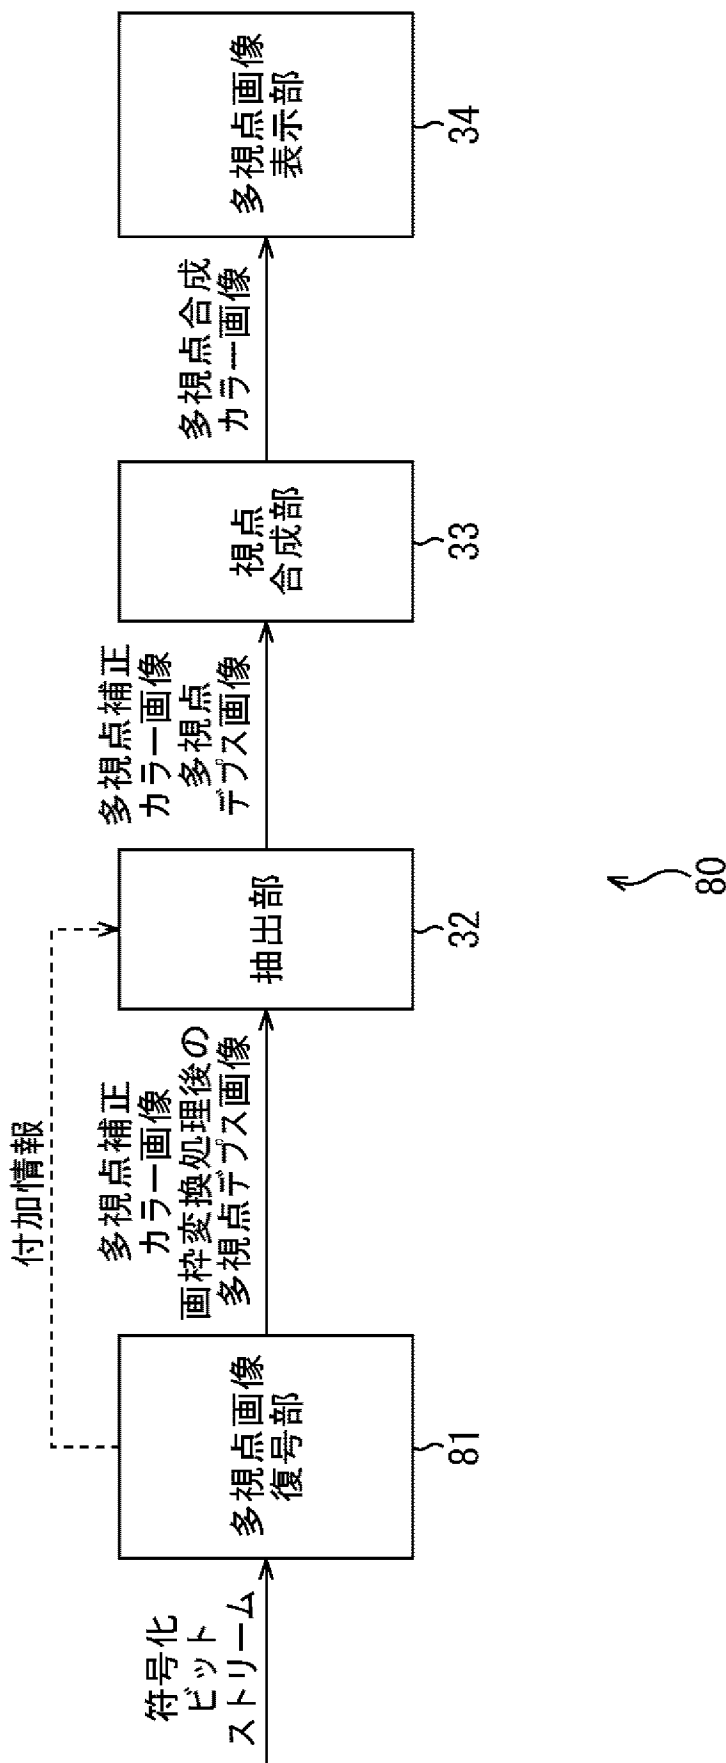 符号化
ビット
ストリーム
付加情報
多視点画像
復号部
81
多視点補正
カラー画像
画枠変換処理後の
多視点デプス画像
抽出部
32
多視点補正
カラー画像
多視点
デプス画像
視点
合成部
33
多視点合成
カラー画像
多視点画像
表示部
34
80